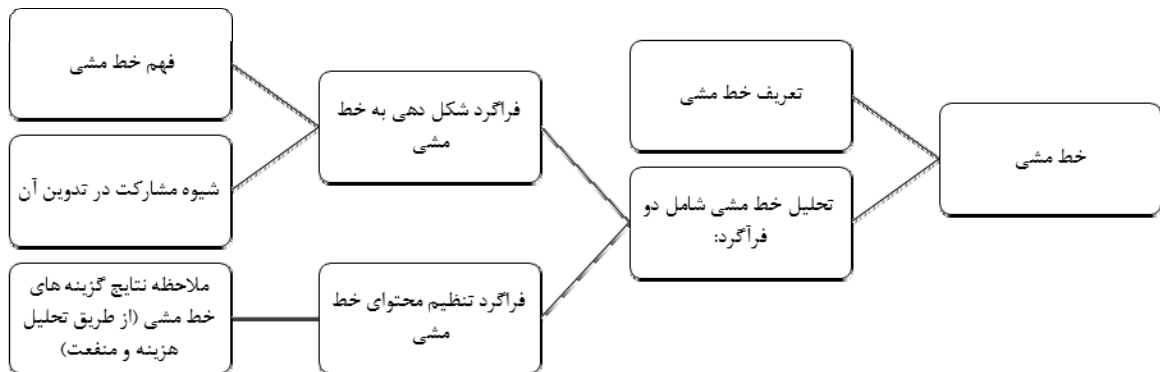 خط مشی
تعریف خط مشی
تحلیل خط مشی شامل دو
فرآگرد:
فراگرد شکل دهی به خط
مشی
فهم خط مشی
شیوه مشارکت در تدوین آن
فراگرد تنظیم محتوای خط
مشی
ملاحظه نتایج گزینه های
خط مشی (از طریق تحلیل
هزینه و منفعت)